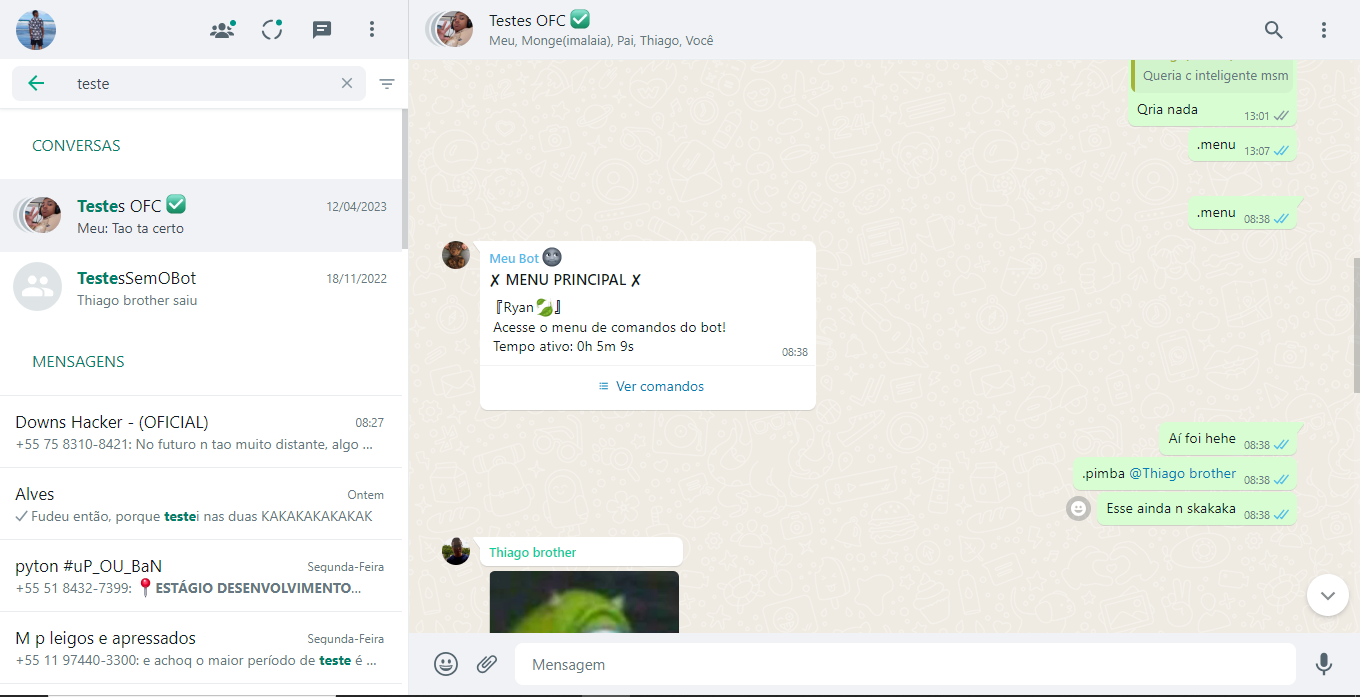 teste
CONVERSAS
Testes OFC ✅
12/04/2023
Meu: Tao ta certo
TestesSemOBot
18/11/2022
Thiago brother saiu
MENSAGENS
Downs Hacker - (OFICIAL)
08:27
+55 75 8310-8421: No futuro n tao muito distante, algo ...
Alves
Ontem
Fudeu então, porque testei nas duas KAKAKAKAKAKAK
pyton #uP_OU_BaN
Segunda-Feira
+55 51 8432-7399: 📍ESTÁGIO DESENVOLVIMENTO...
M p leigos e apressados
Segunda-Feira
+55 11 97440-3300: e achoq o maior período de teste é ...
Testes OFC ✅
Meu, Monge(imalaia), Pai, Thiago, Você
Queria c inteligente msm
Qria nada
13:01
.menu
13:07
.menu
08:38
Meu Bot🌚
✗ MENU PRINCIPAL ✗
『Ryan🍃』
Acesse o menu de comandos do bot!
Tempo ativo: 0h 5m 9s
08:38
Ver comandos
Aí foi hehe
08:38
.pimba @Thiago brother
08:38
Esse ainda n skakaka
08:38
Thiago brother
Mensagem